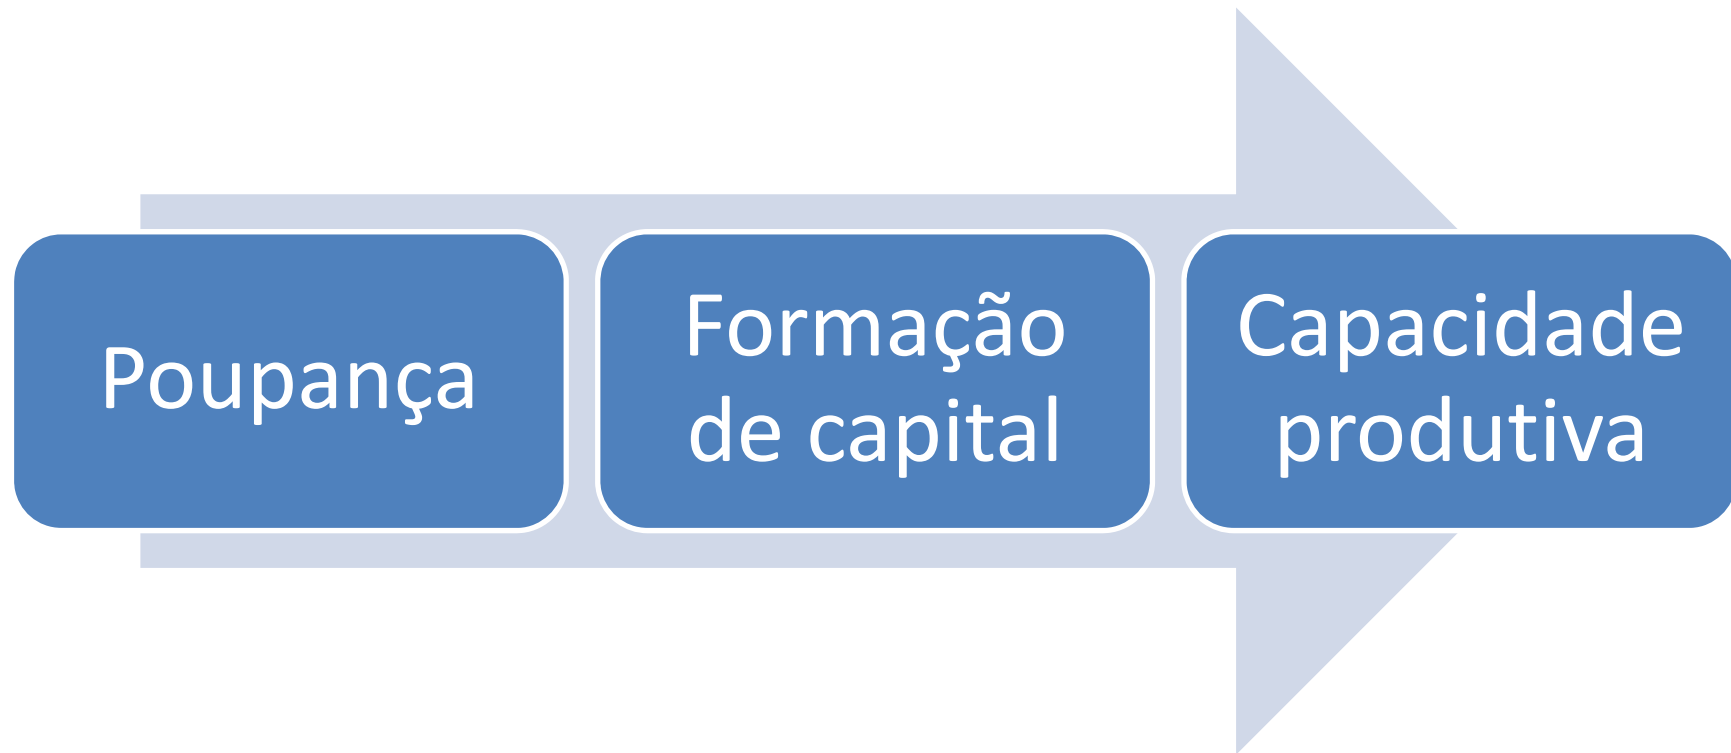 Poupança
Formação
de capital
Capacidade
produtiva